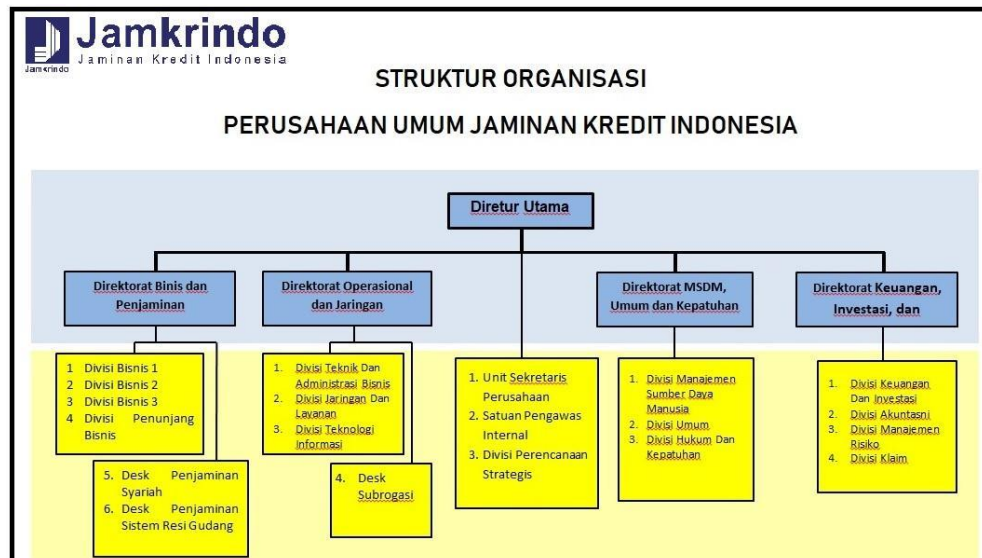 Jamkrindo
Jaminan Kredit Indonesia
Jamkrindo
STRUKTUR ORGANISASI
PERUSAHAAN UMUM JAMINAN KREDIT INDONESIA
Diretur Utama
Direktorat Binis dan
Penjaminan
Direktorat Operasional
dan Jaringan
Direktorat MSDM,
Umum dan Kepatuhan
Direktorat Keuangan,
Investasi, dan
1 Divisi Bisnis 1
2 Divisi Bisnis 2
3 Divisi Bisnis 3
4 Divisi Penunjang
Bisnis
5. Desk Penjaminan
Syariah
6. Desk Penjaminan
Sistem Resi Gudang
1. Divisi Teknik Dan
Administrasi Bisnis
2. Divisi Jaringan Dan
Layanan
3. Divisi Teknologi
Informasi
4. Desk
Subrogasi
1. Unit Sekretaris
Perusahaan
2. Satuan Pengawas
Internal
3. Divisi Perencanaan
Strategis
1. Divisi Manajemen
Sumber Daya
Manusia
2. Divisi Umum
3. Divisi Hukum Dan
Kepatuhan
1. Divisi Keuangan
Dan Investasi
2. Divisi Akuntasni
3. Divisi Manajemen
Risiko
4. Divisi Klaim